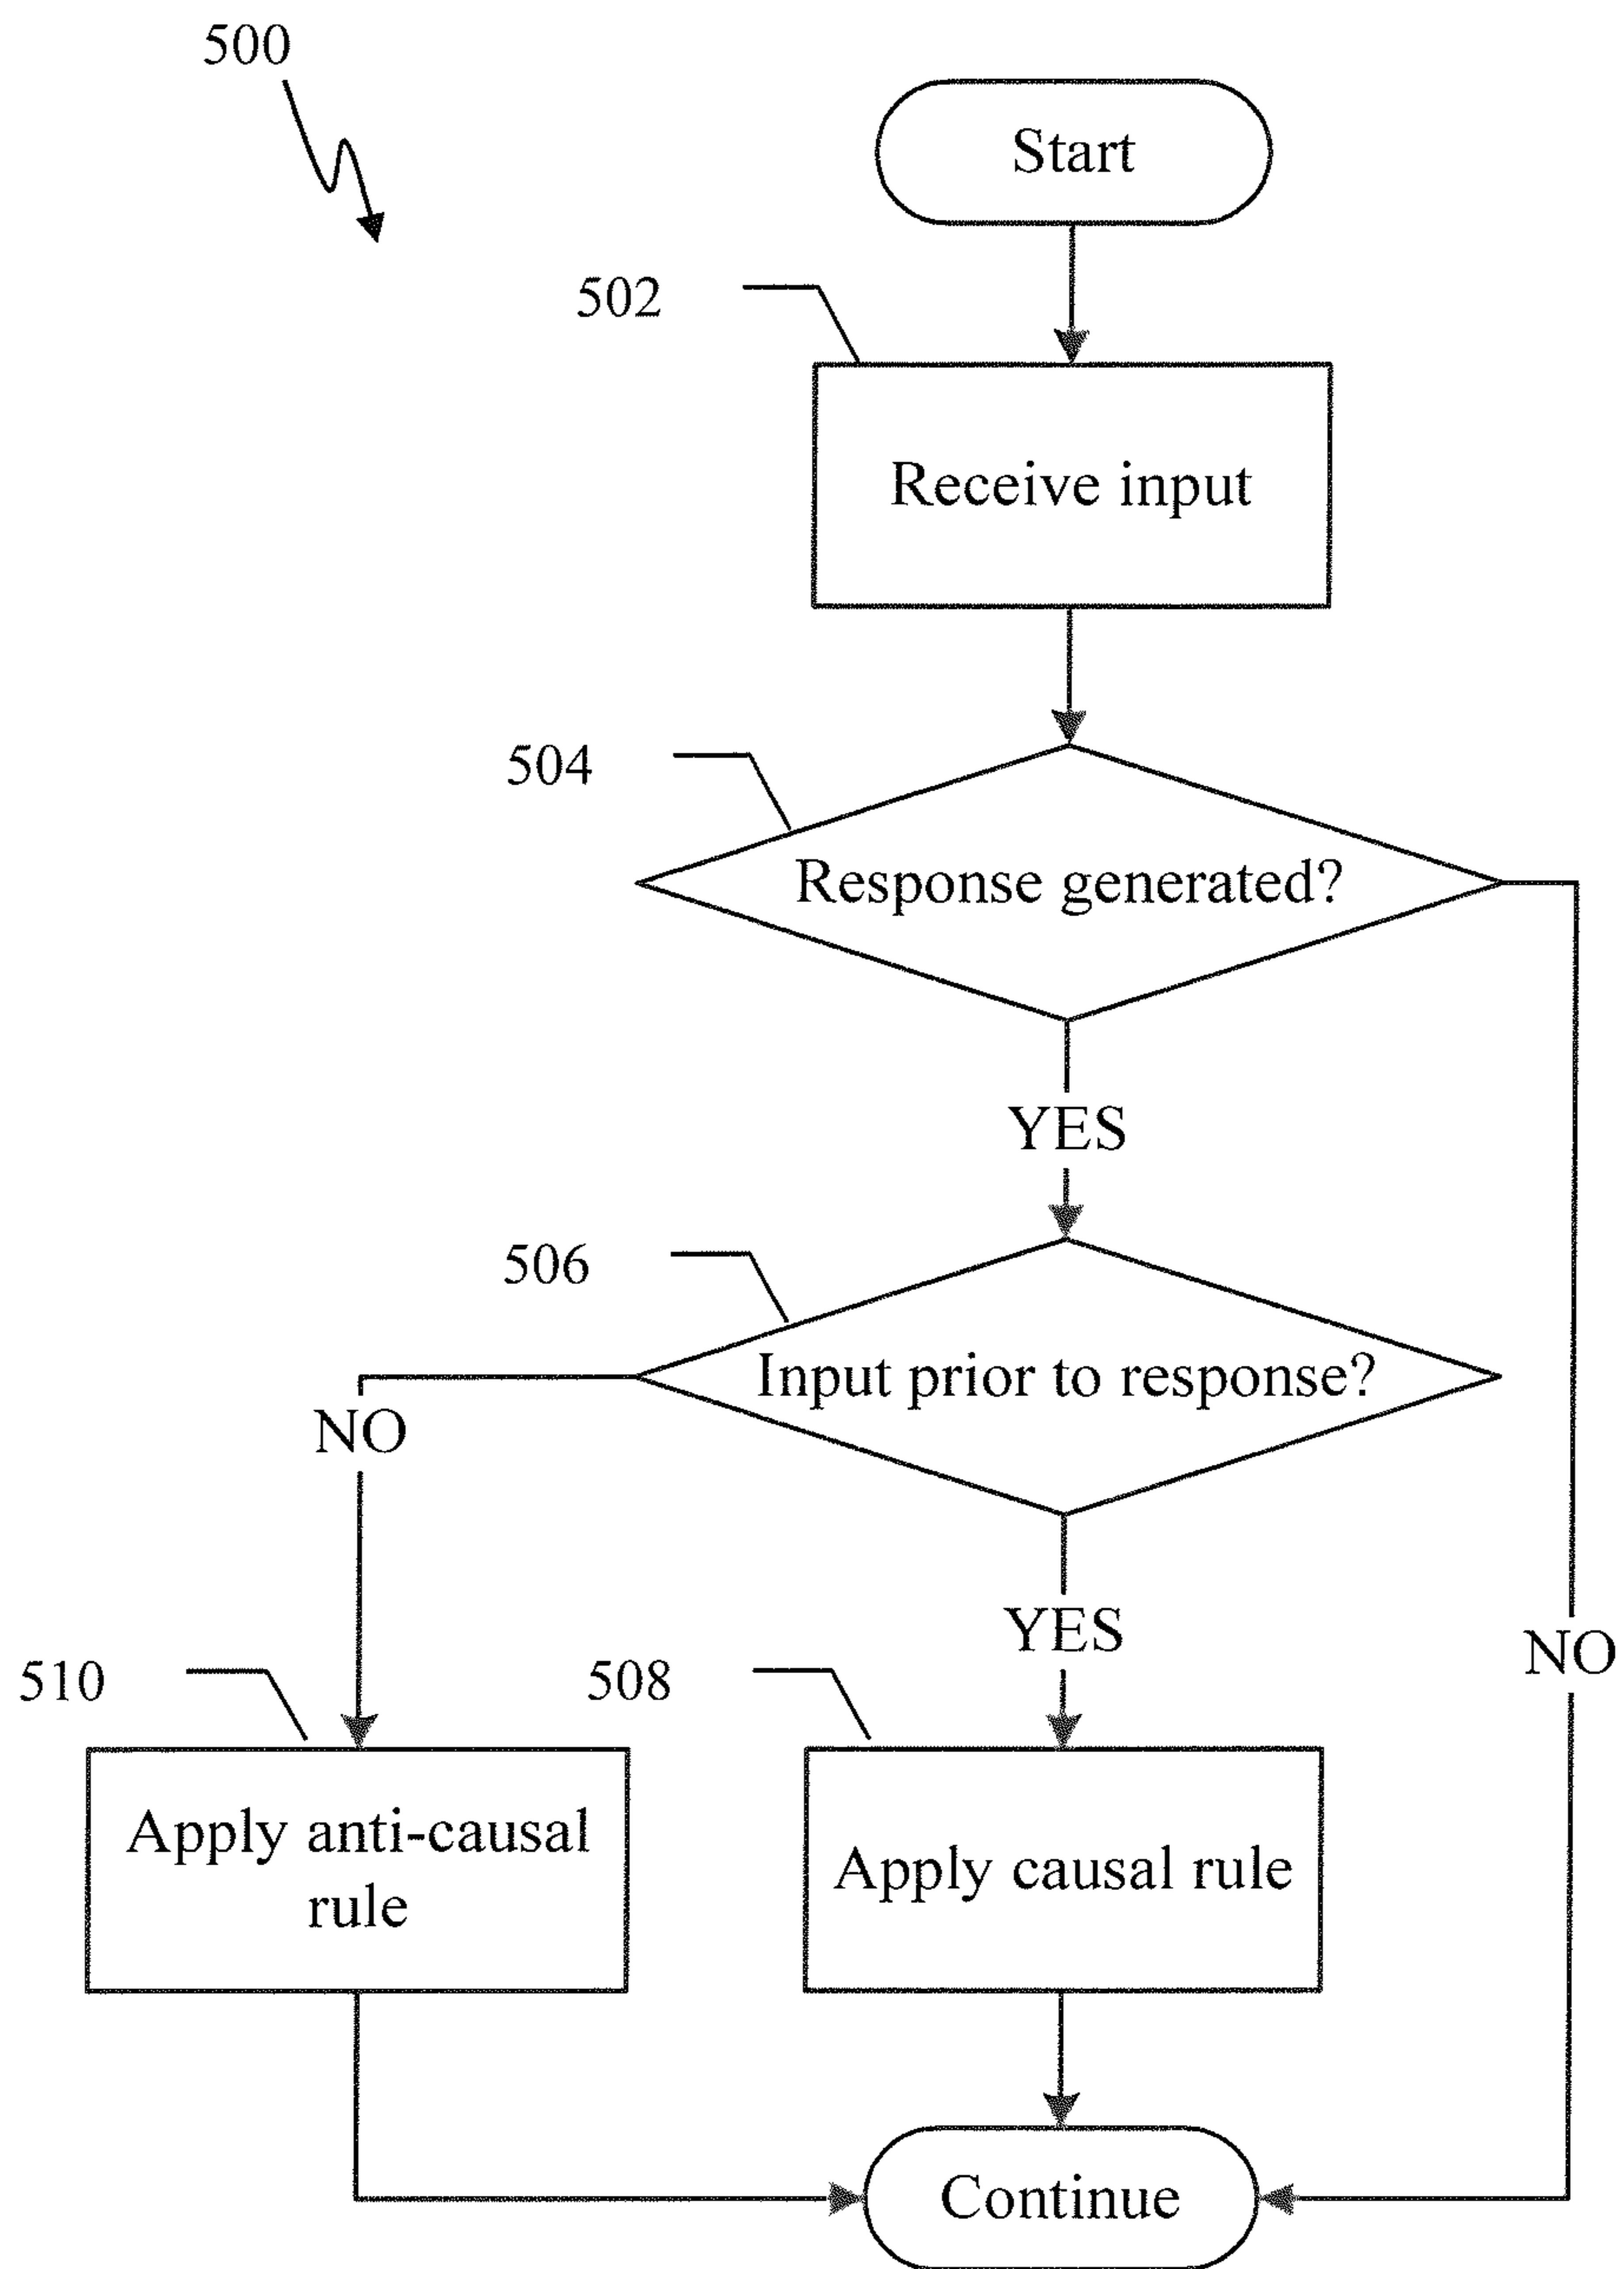 500
Start
502
Receive input
504
Response generated?
YES
506
Input prior to response?
NO
YES
NO
510
508
Apply anti-causal
rule
Apply causal rule
Continue